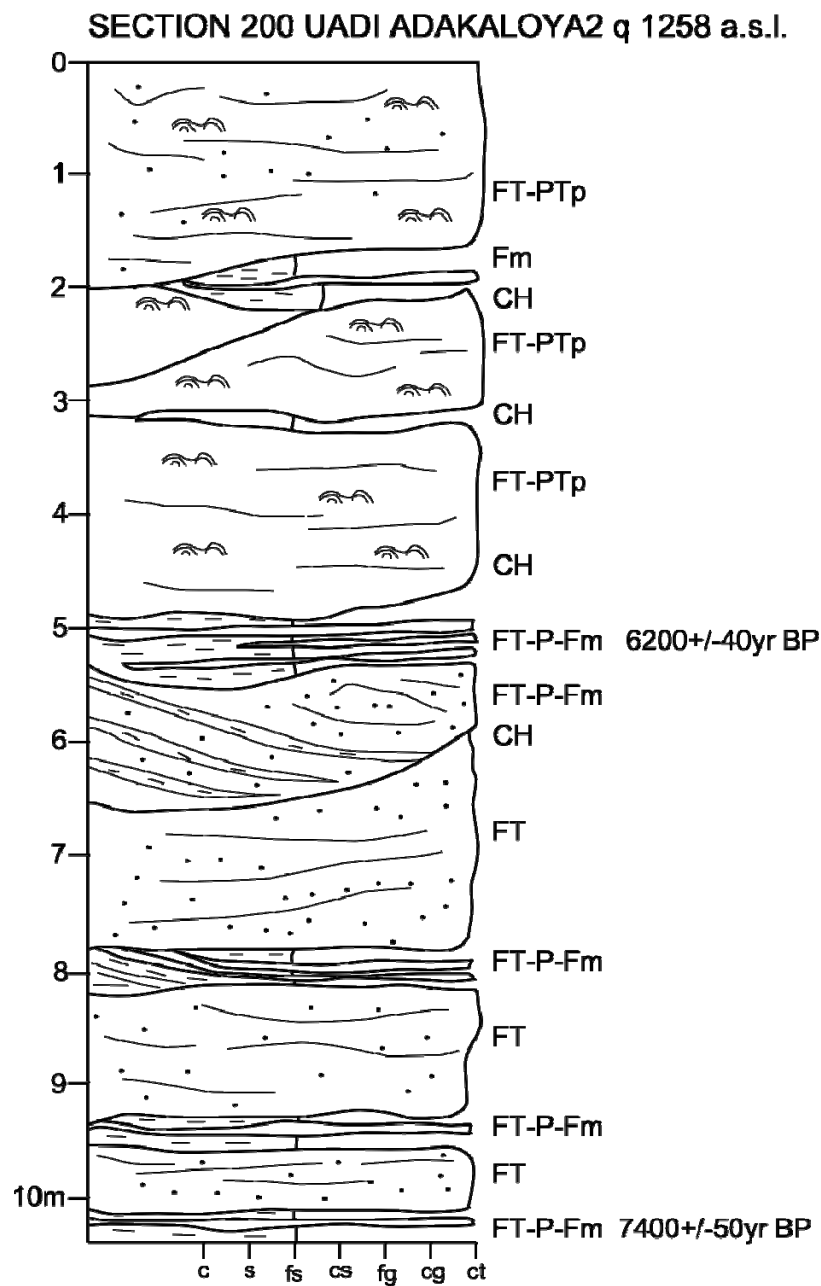 SECTION 200 UADI ADAKALOYA2 q 1258 a.s.l.
0
1
FT-PTp
Fm
2
CH
FT-PTp
3
CH
FT-PTp
4
CH
5
FT-P-Fm 6200+/-40yr BP
FT-P-Fm
6
CH
FT
7
FT-P-Fm
8
FT
9
FT-P-Fm
FT
10m
FT-P-Fm 7400+/-50yr BP
c s fs cs fg cg ct